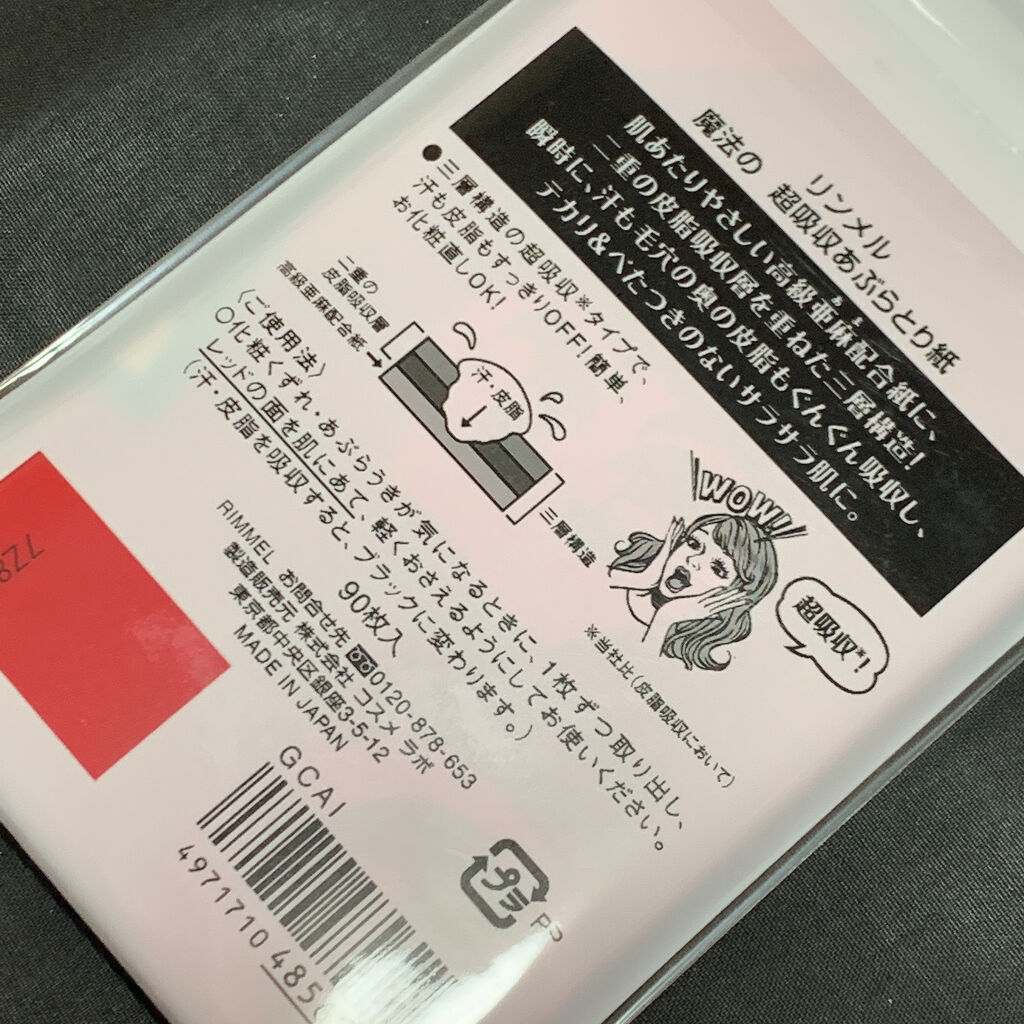 リンメル
魔法の 超吸収あぶらとり紙
肌あたりやさしい高級亜麻配合紙に、
二重の皮脂吸収層を重ねた三層構造！
瞬時に、汗も毛穴の奥の皮脂もぐんぐん吸収し、
テカリ&べたつきのないサラサラ肌に。
●三層構造の超吸収※タイプで、
汗も皮脂もすっきりOFF!簡単、
お化粧直しOK!
二重の
皮脂吸収層
高級亜麻配合紙
汗・皮脂
三層構造
WOW!
超吸収※!
※当社比（皮脂吸収において）
〈ご使用法〉
○化粧くずれ・あぶらうきが気になるときに、1枚ずつ取り出し、
レッドの面を肌にあて、軽くおさえるようにしてお使いください。
（汗・皮脂を吸収すると、ブラックに変わります。）
90枚入
RIMMEL お問合せ先 0120-878-653
製造販売元 株式会社 コスメ ラボ
東京都中央区銀座3-5-12
MADE IN JAPAN
GCAI
4971710 485
プラ
PP